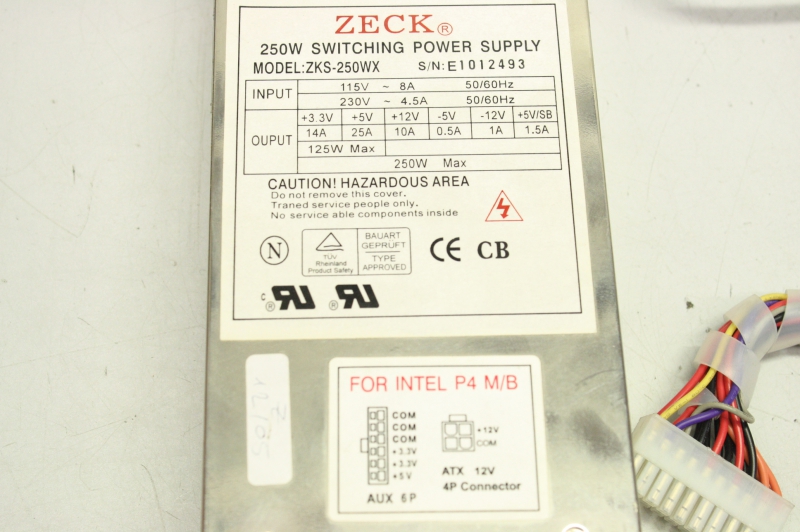 ZECK®
250W SWITCHING POWER SUPPLY
MODEL:ZKS-250WX S/N:E1012493
INPUT 115V ~ 8A 50/60Hz
230V ~ 4.5A 50/60Hz
OUPUT +3.3V +5V +12V -5V -12V +5V/SB
14A 25A 10A 0.5A 1A 1.5A
125W Max
250W Max
CAUTION! HAZARDOUS AREA
Do not remove this cover.
Traned service people only.
No service able components inside
N TÜV Rheinland Product Safety BAUART GEPRÜFT TYPE APPROVED CE CB
c RU ® RU ®
FOR INTEL P4 M/B
COM
COM
COM
+3.3V
+3.3V
+5V
AUX 6P
+12V
COM
ATX 12V
4P Connector